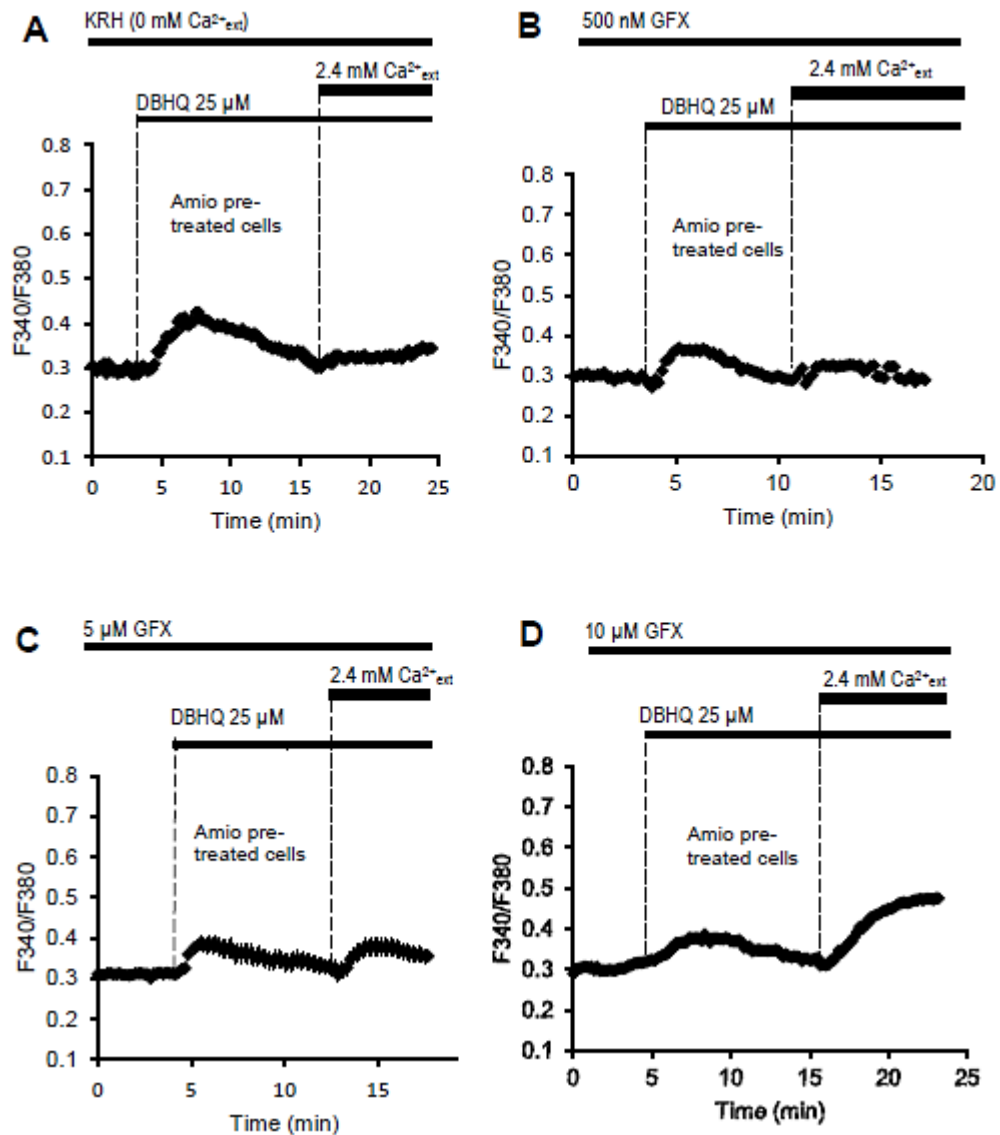 A
KRH (0 mM Ca²⁺ext)
2.4 mM Ca²⁺ext
DBHQ 25 µM
Amio pre-
treated cells
F340/F380
0.8
0.7
0.6
0.5
0.4
0.3
0.2
0.1
0 5 10 15 20 25
Time (min)
B
500 nM GFX
2.4 mM Ca²⁺ext
DBHQ 25 µM
Amio pre-
treated cells
F340/F380
0.8
0.7
0.6
0.5
0.4
0.3
0.2
0.1
0 5 10 15 20
Time (min)
C
5 µM GFX
2.4 mM Ca²⁺ext
DBHQ 25 µM
Amio pre-
treated cells
F340/F380
0.8
0.7
0.6
0.5
0.4
0.3
0.2
0.1
0 5 10 15
Time (min)
D
10 µM GFX
2.4 mM Ca²⁺ext
DBHQ 25 µM
Amio pre-
treated cells
F340/F380
0.8
0.7
0.6
0.5
0.4
0.3
0.2
0.1
0 5 10 15 20 25
Time (min)